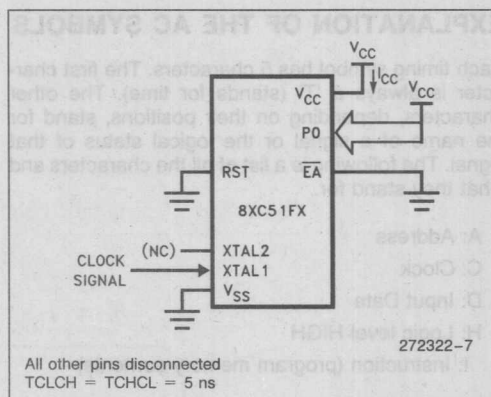 EXPLANATION OF THE AC SYMBOLS
Each timing symbol has 5 characters. The first char-
acter is always a 'T' (stands for time). The other
characters, depending on their positions, stand for
the name of a signal or the logical status of that
signal. The following is a list of all the characters and
what they stand for.
A: Address
C: Clock
D: Input Data
H: Logic level HIGH
I: Instruction (program memory
VCC
ICC
VCC
VCC
P0
RST
EA
8XC51FX
(NC)
XTAL2
CLOCK
SIGNAL
XTAL1
VSS
272322-7
All other pins disconnected
TCLCH = TCHCL = 5 ns